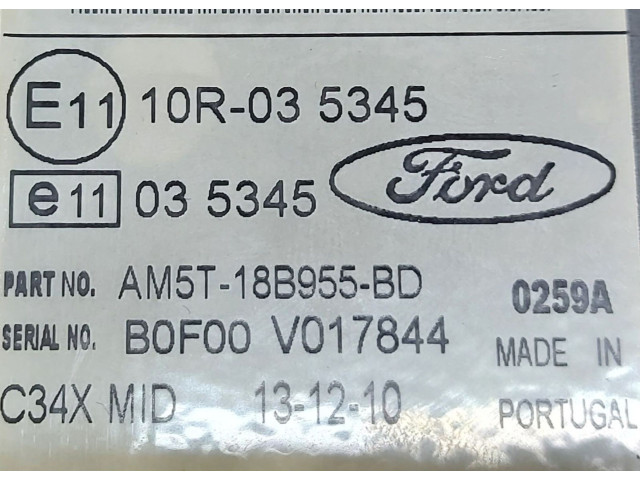 E11 10R-03 5345
e11 03 5345
Ford
PART NO. AM5T-18B955-BD
0259A
SERIAL NO. B0F00 V017844
MADE IN
C34X MID 13-12-10
PORTUGAL